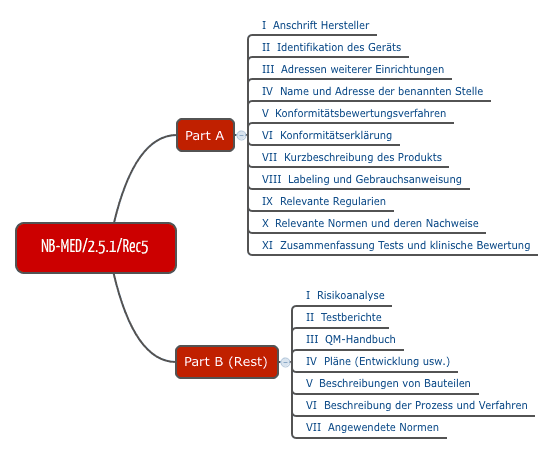 NB-MED/2.5.1/Rec5
Part A
I Anschrift Hersteller
II Identifikation des Geräts
III Adressen weiterer Einrichtungen
IV Name und Adresse der benannten Stelle
V Konformitätsbewertungsverfahren
VI Konformitätserklärung
VII Kurzbeschreibung des Produkts
VIII Labeling und Gebrauchsanweisung
IX Relevante Regularien
X Relevante Normen und deren Nachweise
XI Zusammenfassung Tests und klinische Bewertung
Part B (Rest)
I Risikoanalyse
II Testberichte
III QM-Handbuch
IV Pläne (Entwicklung usw.)
V Beschreibungen von Bauteilen
VI Beschreibung der Prozess und Verfahren
VII Angewendete Normen